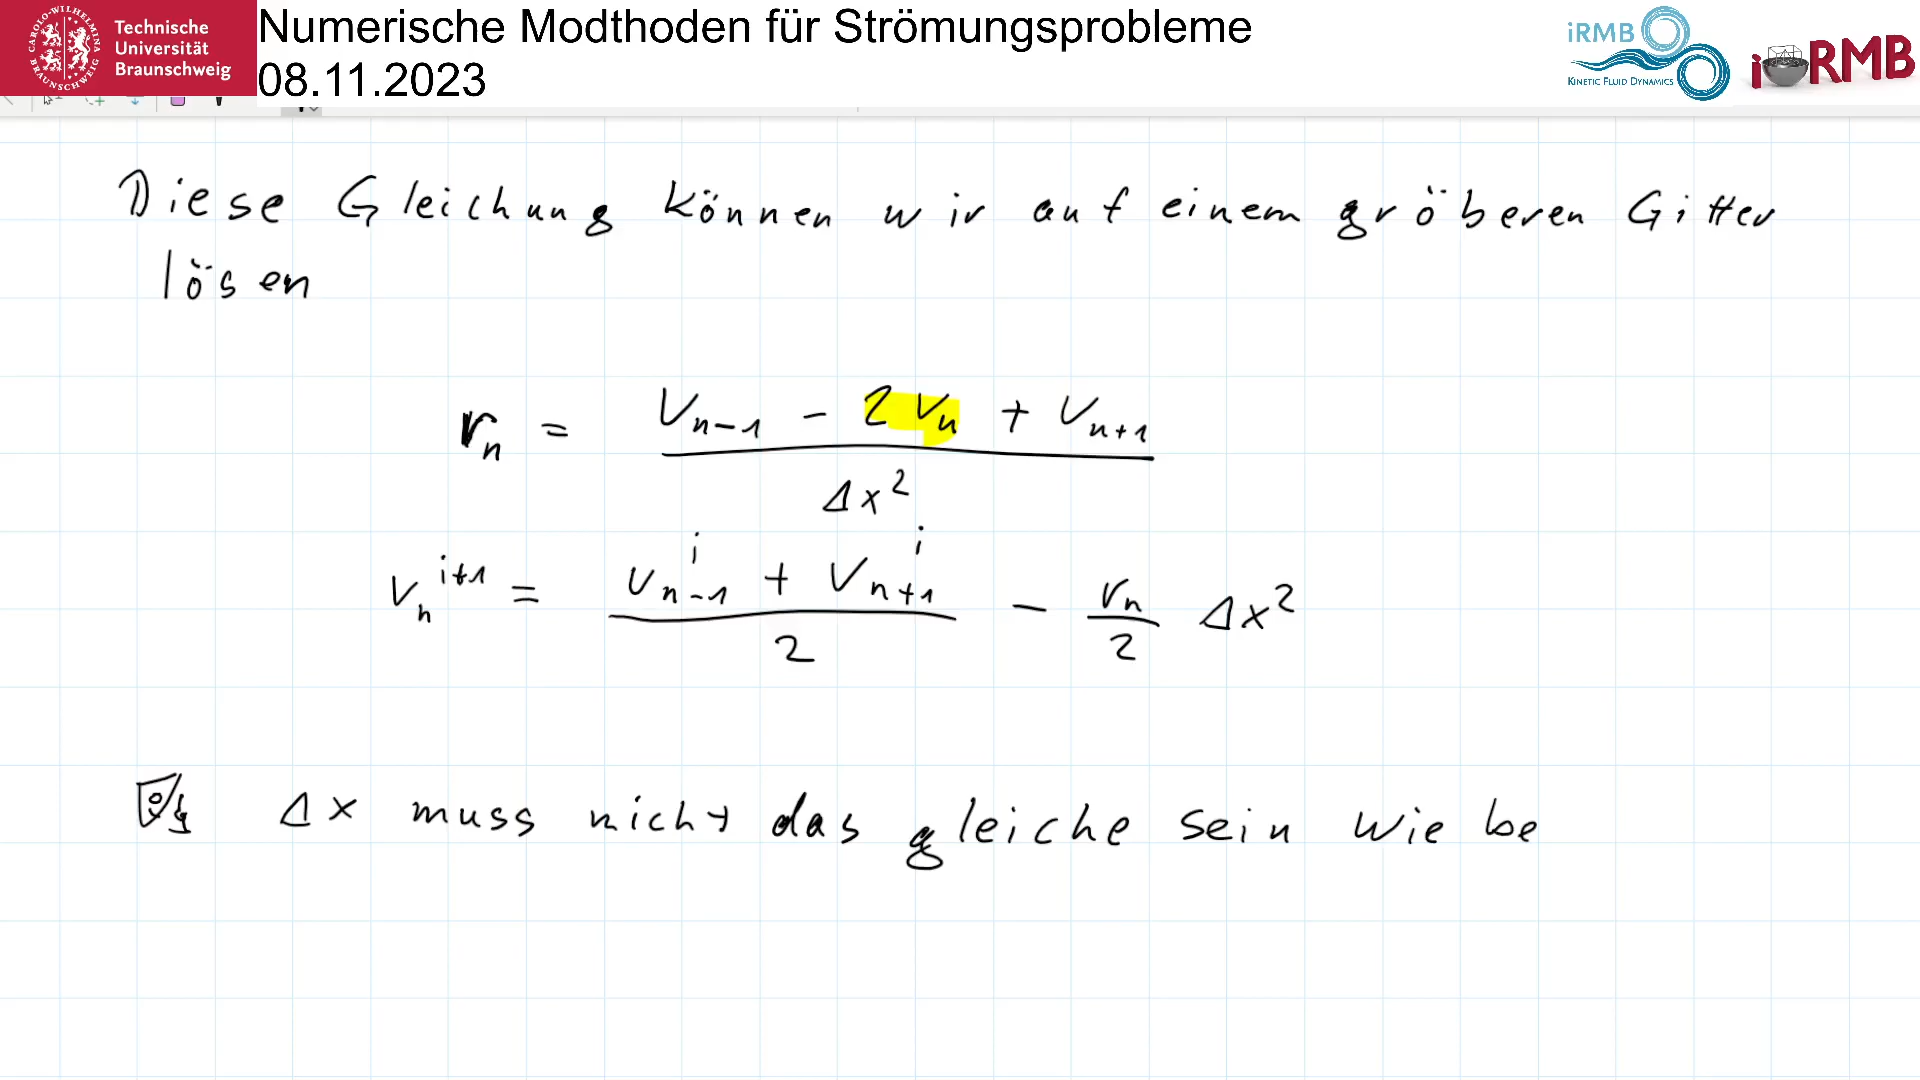 Technische
Universität
Braunschweig
Numerische Modthoden für Strömungsprobleme
08.11.2023
iRMB
KINETIC FLUID DYNAMICS
iRMB
Diese Gleichung können wir auf einem gröberen Gitter
lösen
rₙ = (Vₙ₋₁ - 2 Vₙ + Vₙ₊₁) / Δx²
Vₙ^(i+1) = (Vₙ₋₁^i + Vₙ₊₁^i) / 2 - rₙ/2 Δx²
Δx muss nicht das gleiche sein wie be